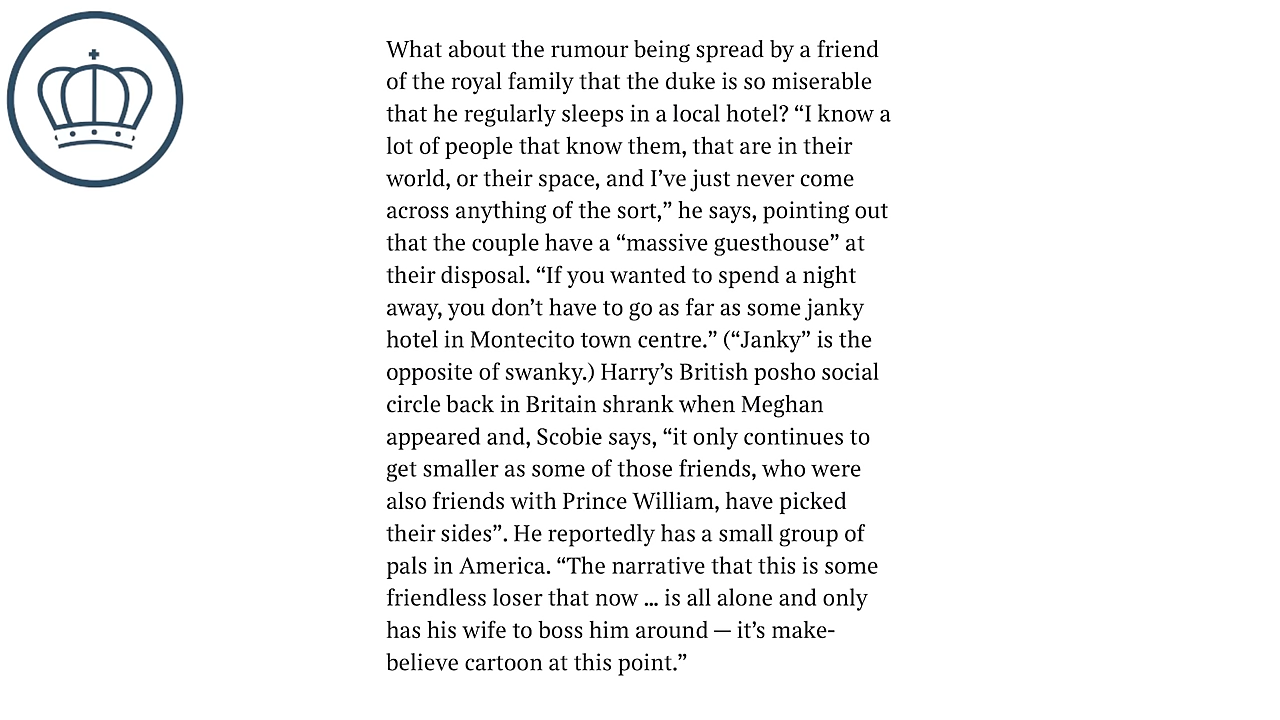 What about the rumour being spread by a friend
of the royal family that the duke is so miserable
that he regularly sleeps in a local hotel? “I know a
lot of people that know them, that are in their
world, or their space, and I’ve just never come
across anything of the sort,” he says, pointing out
that the couple have a “massive guesthouse” at
their disposal. “If you wanted to spend a night
away, you don’t have to go as far as some janky
hotel in Montecito town centre.” (“Janky” is the
opposite of swanky.) Harry’s British posho social
circle back in Britain shrank when Meghan
appeared and, Scobie says, “it only continues to
get smaller as some of those friends, who were
also friends with Prince William, have picked
their sides”. He reportedly has a small group of
pals in America. “The narrative that this is some
friendless loser that now ... is all alone and only
has his wife to boss him around — it’s make-
believe cartoon at this point.”